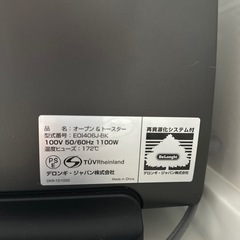 品名：オーブン＆トースター
型式番号：EOI406J-BK
100V 50/60Hz 1100W
温度ヒューズ：172℃
PS
E
TÜVRheinland
デロンギ・ジャパン株式会社
Made in China
再資源化システム付
DeLonghi
デロンギ・ジャパン株式会社